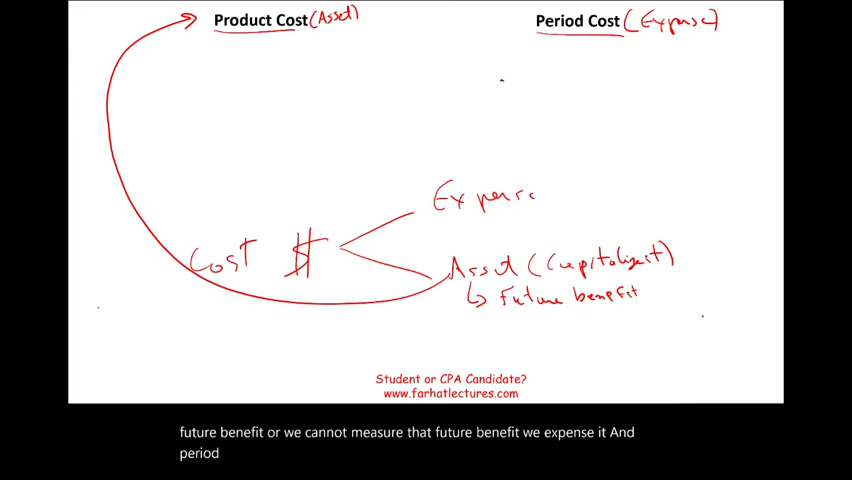 Product Cost (Asset)
Period Cost (Expense)
Expense
Cost $
Asset (Capitalize it)
↳ Future benefit
Student or CPA Candidate?
www.farhatlectures.com
future benefit or we cannot measure that future benefit we expense it And
period